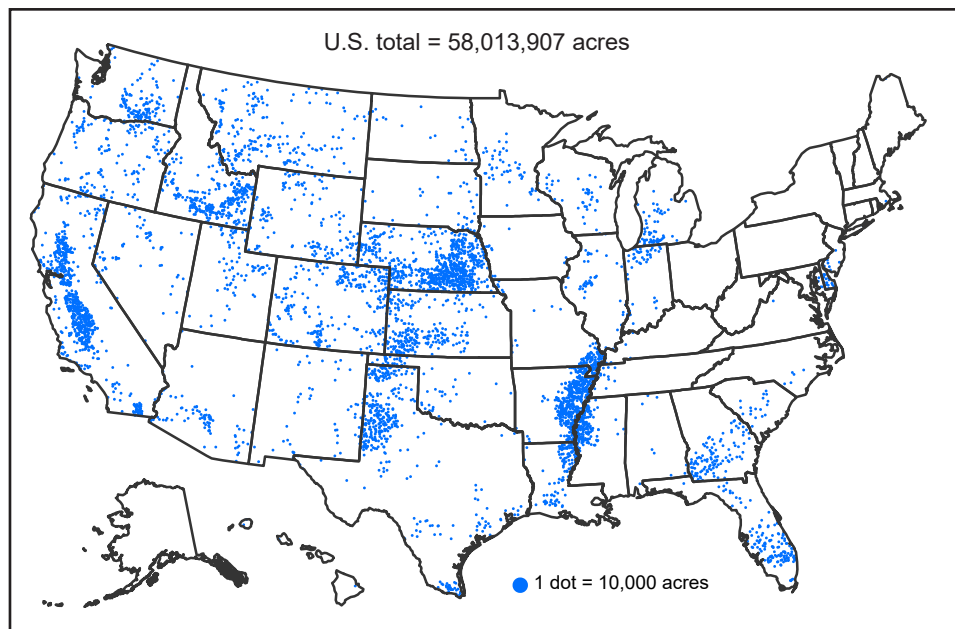 U.S. total = 58,013,907 acres
1 dot = 10,000 acres